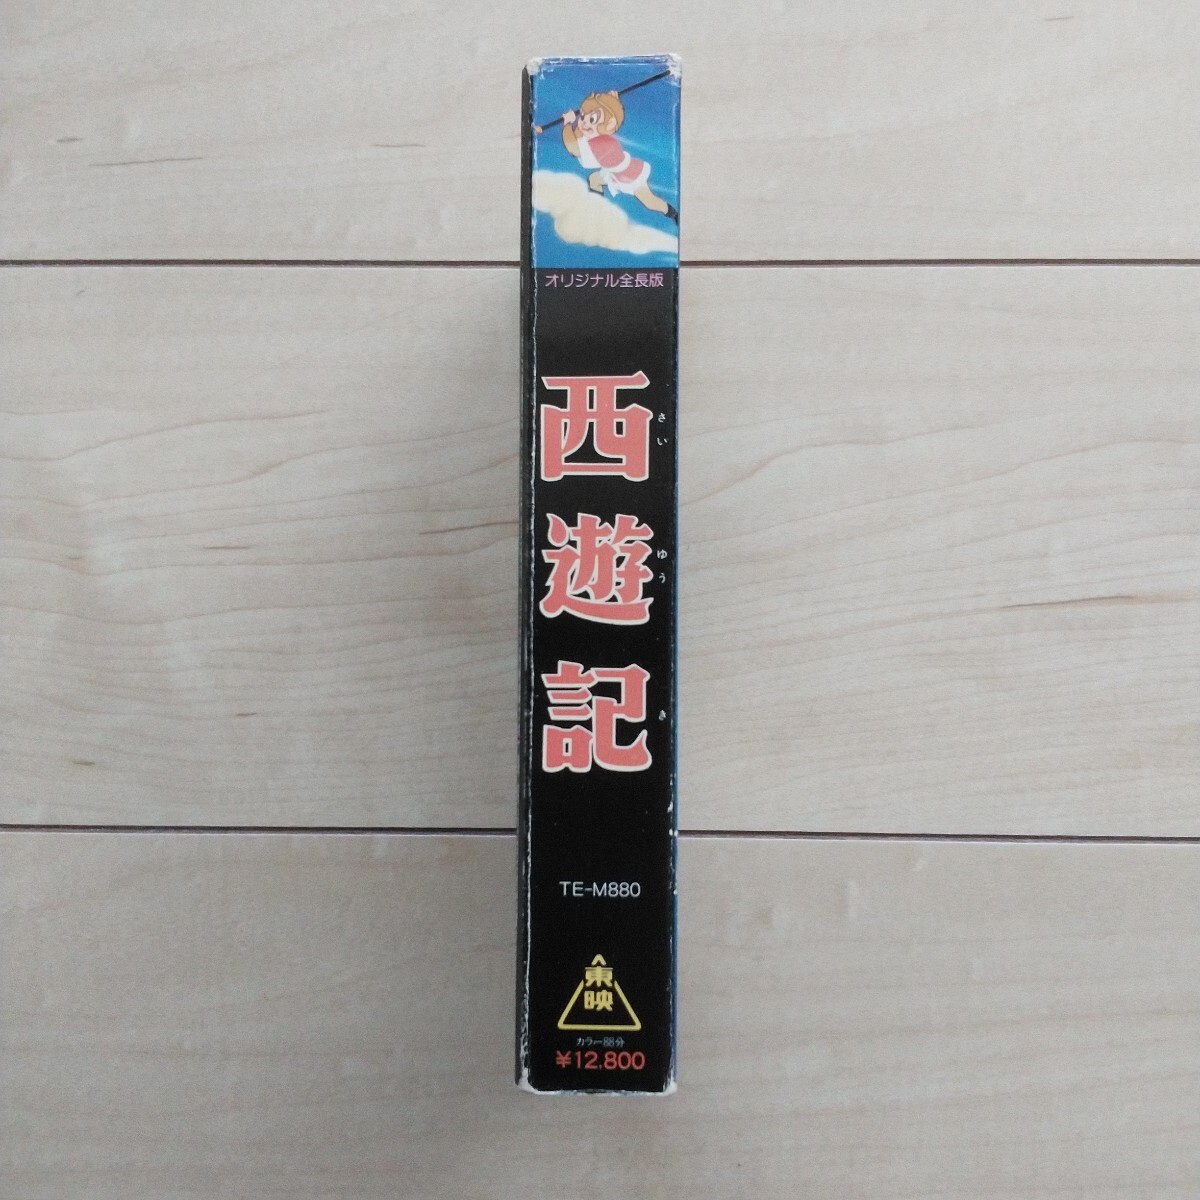 オリジナル全長版
西遊記
さいゆうき
TE-M880
東映
カラー88分
¥12,800